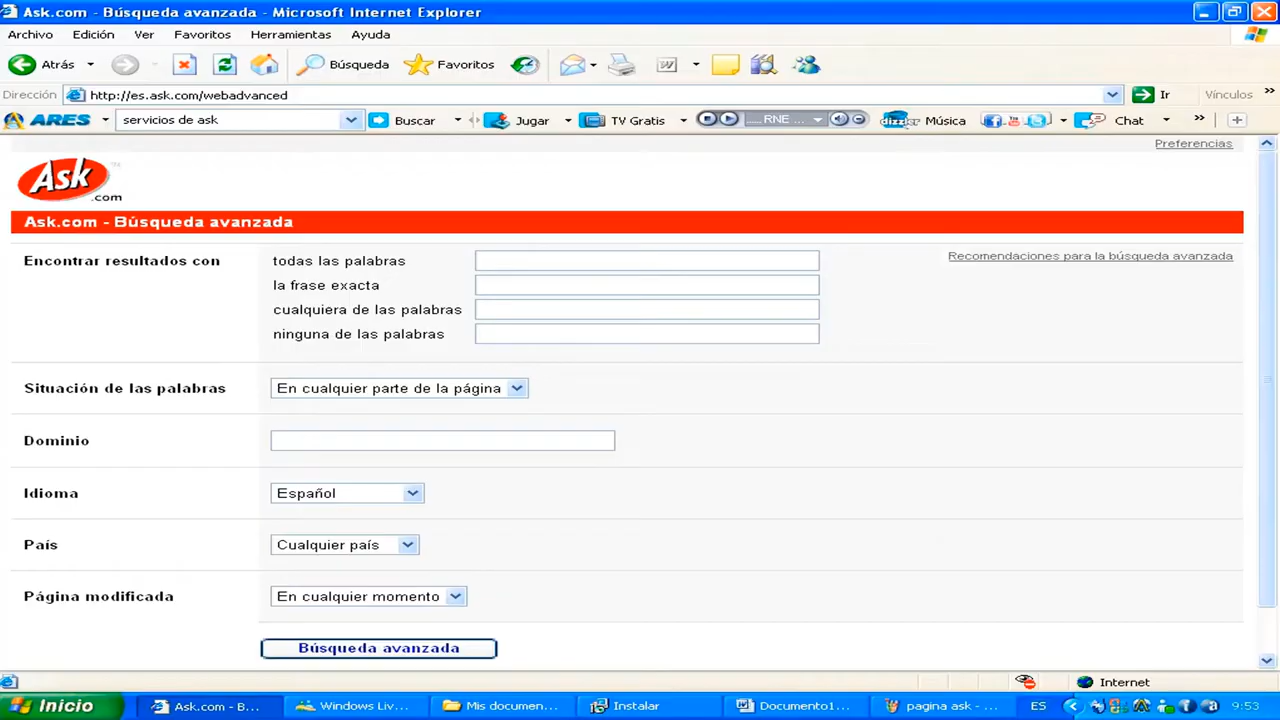 Ask.com - Búsqueda avanzada - Microsoft Internet Explorer
Archivo Edición Ver Favoritos Herramientas Ayuda
Atrás Búsqueda Favoritos
Dirección http://es.ask.com/webadvanced Ir Vínculos »
ARES servicios de ask Buscar Jugar TV Gratis RNE ... dizzler Música Chat »
Preferencias
Ask.com
Ask.com - Búsqueda avanzada
Encontrar resultados con todas las palabras Recomendaciones para la búsqueda avanzada
la frase exacta
cualquiera de las palabras
ninguna de las palabras
Situación de las palabras En cualquier parte de la página
Dominio
Idioma Español
País Cualquier país
Página modificada En cualquier momento
Búsqueda avanzada
Internet
Inicio Ask.com - B... Windows Liv... Mis documen... Instalar Documento1... pagina ask - ... ES 9:53